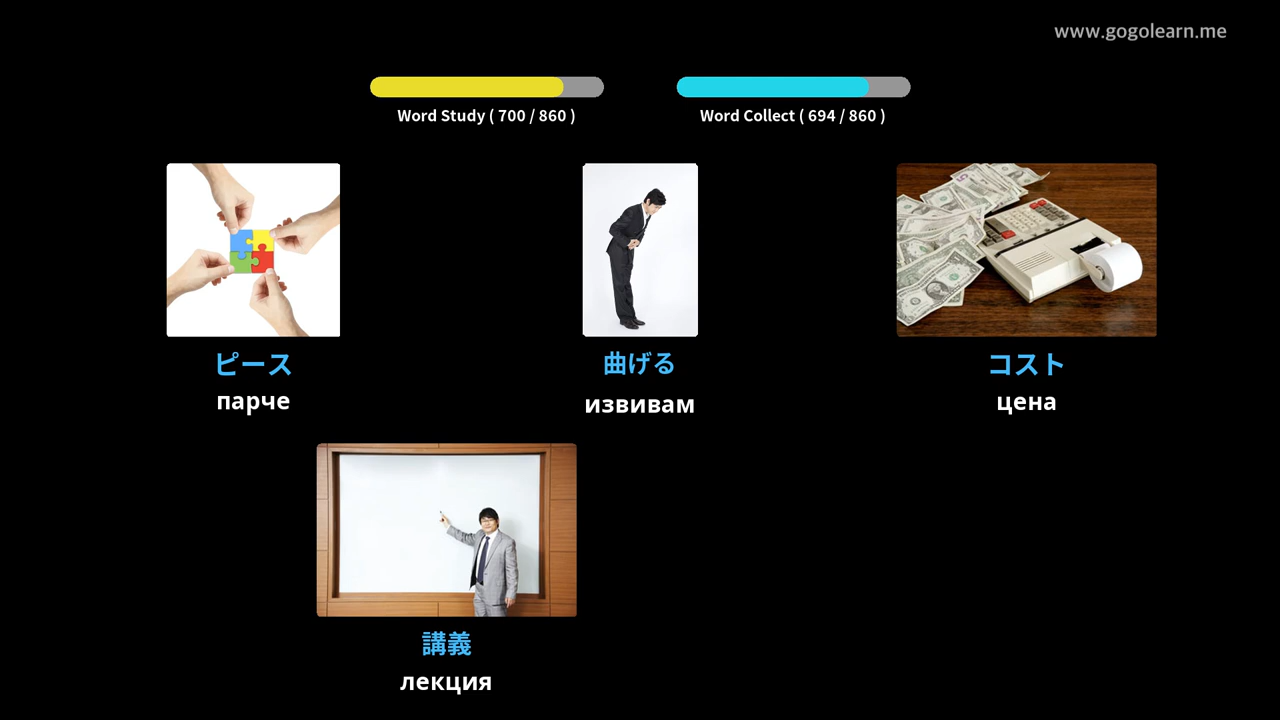 www.gogolearn.me
Word Study ( 700 / 860 )
Word Collect ( 694 / 860 )
ピース
парче
曲げる
извивам
コスト
цена
講義
лекция